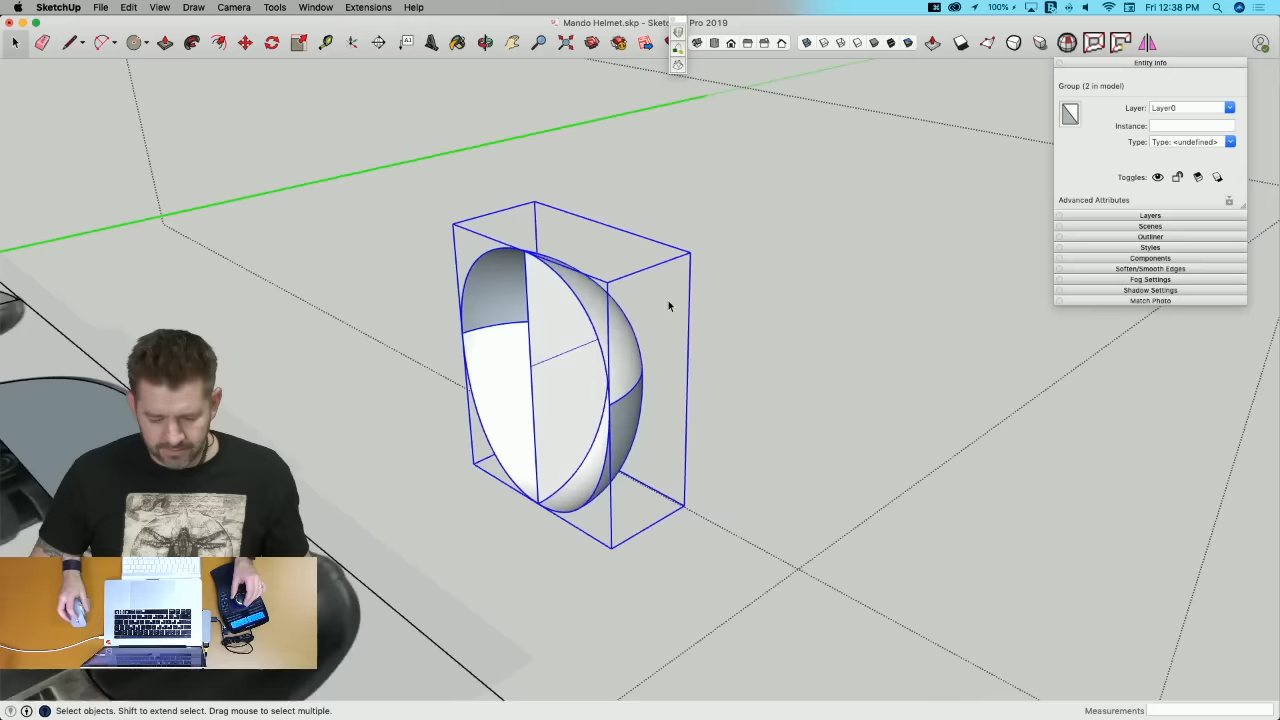 SketchUp File Edit View Draw Camera Tools Window Extensions Help
100%
Fri 12:38 PM
Mando Helmet.skp - Sketc
Pro 2019
Entity Info
Group (2 in model)
Layer: Layer0
Instance:
Type: Type: <undefined>
Toggles:
Advanced Attributes
Layers
Scenes
Outliner
Styles
Components
Soften/Smooth Edges
Fog Settings
Shadow Settings
Match Photo
Select objects. Shift to extend select. Drag mouse to select multiple.
Measurements